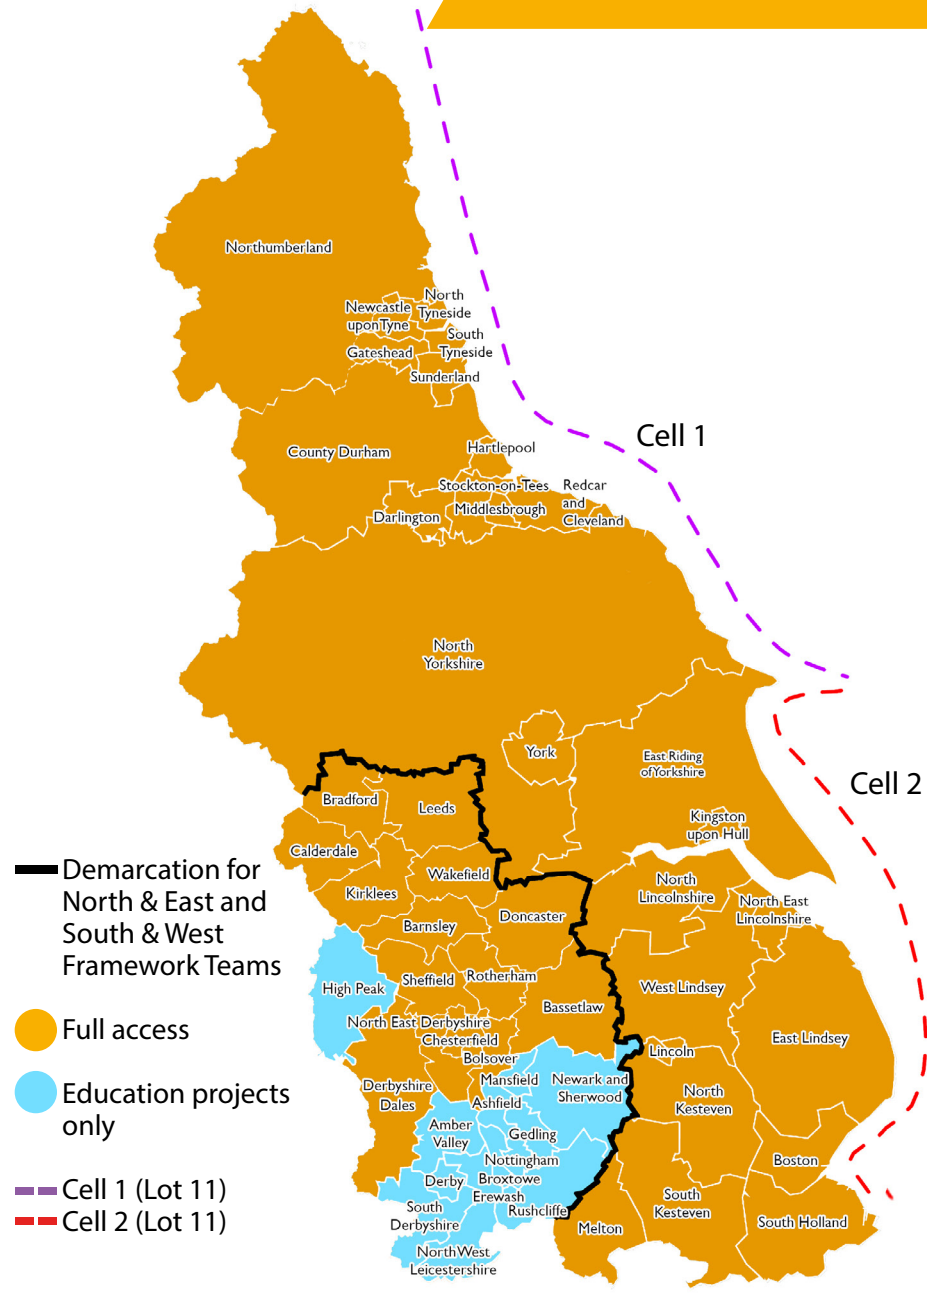 Northumberland
North
Tyneside
Newcastle
upon Tyne
South
Tyneside
Gateshead
Sunderland
Cell 1
County Durham
Hartlepool
Stockton-on-Tees
Redcar
and
Cleveland
Middlesbrough
Darlington
North
Yorkshire
York
East Riding
of Yorkshire
Cell 2
Kingston
upon Hull
Bradford
Leeds
Calderdale
Wakefield
Kirklees
Doncaster
Barnsley
North
Lincolnshire
North East
Lincolnshire
High Peak
Sheffield
Rotherham
Bassetlaw
West Lindsey
North East Derbyshire
Chesterfield
Bolsover
Lincoln
East Lindsey
Derbyshire
Dales
Mansfield
Newark and
Sherwood
North
Kesteven
Ashfield
Amber
Valley
Gedling
Nottingham
Boston
Derby
Broxtowe
Erewash
Rushcliffe
South
Derbyshire
South
Kesteven
Melton
South Holland
North West
Leicestershire
Demarcation for
North & East and
South & West
Framework Teams
Full access
Education projects
only
Cell 1 (Lot 11)
Cell 2 (Lot 11)